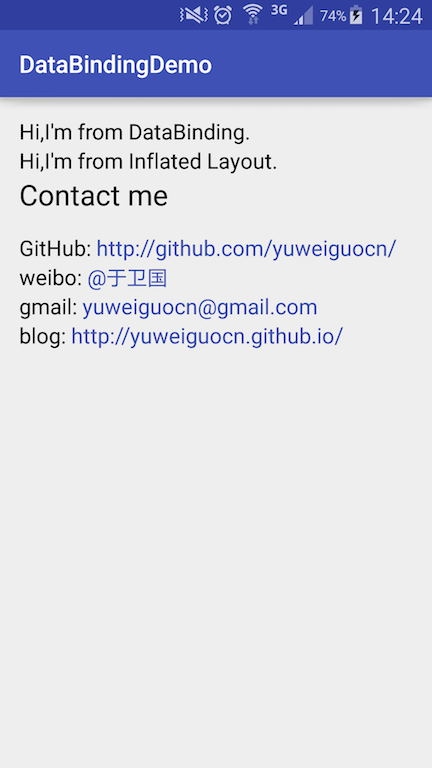 3G 74% 14:24
DataBindingDemo
Hi,I'm from DataBinding.
Hi,I'm from Inflated Layout.
Contact me
GitHub: http://github.com/yuweiguocn/
weibo: @于卫国
gmail: yuweiguocn@gmail.com
blog: http://yuweiguocn.github.io/